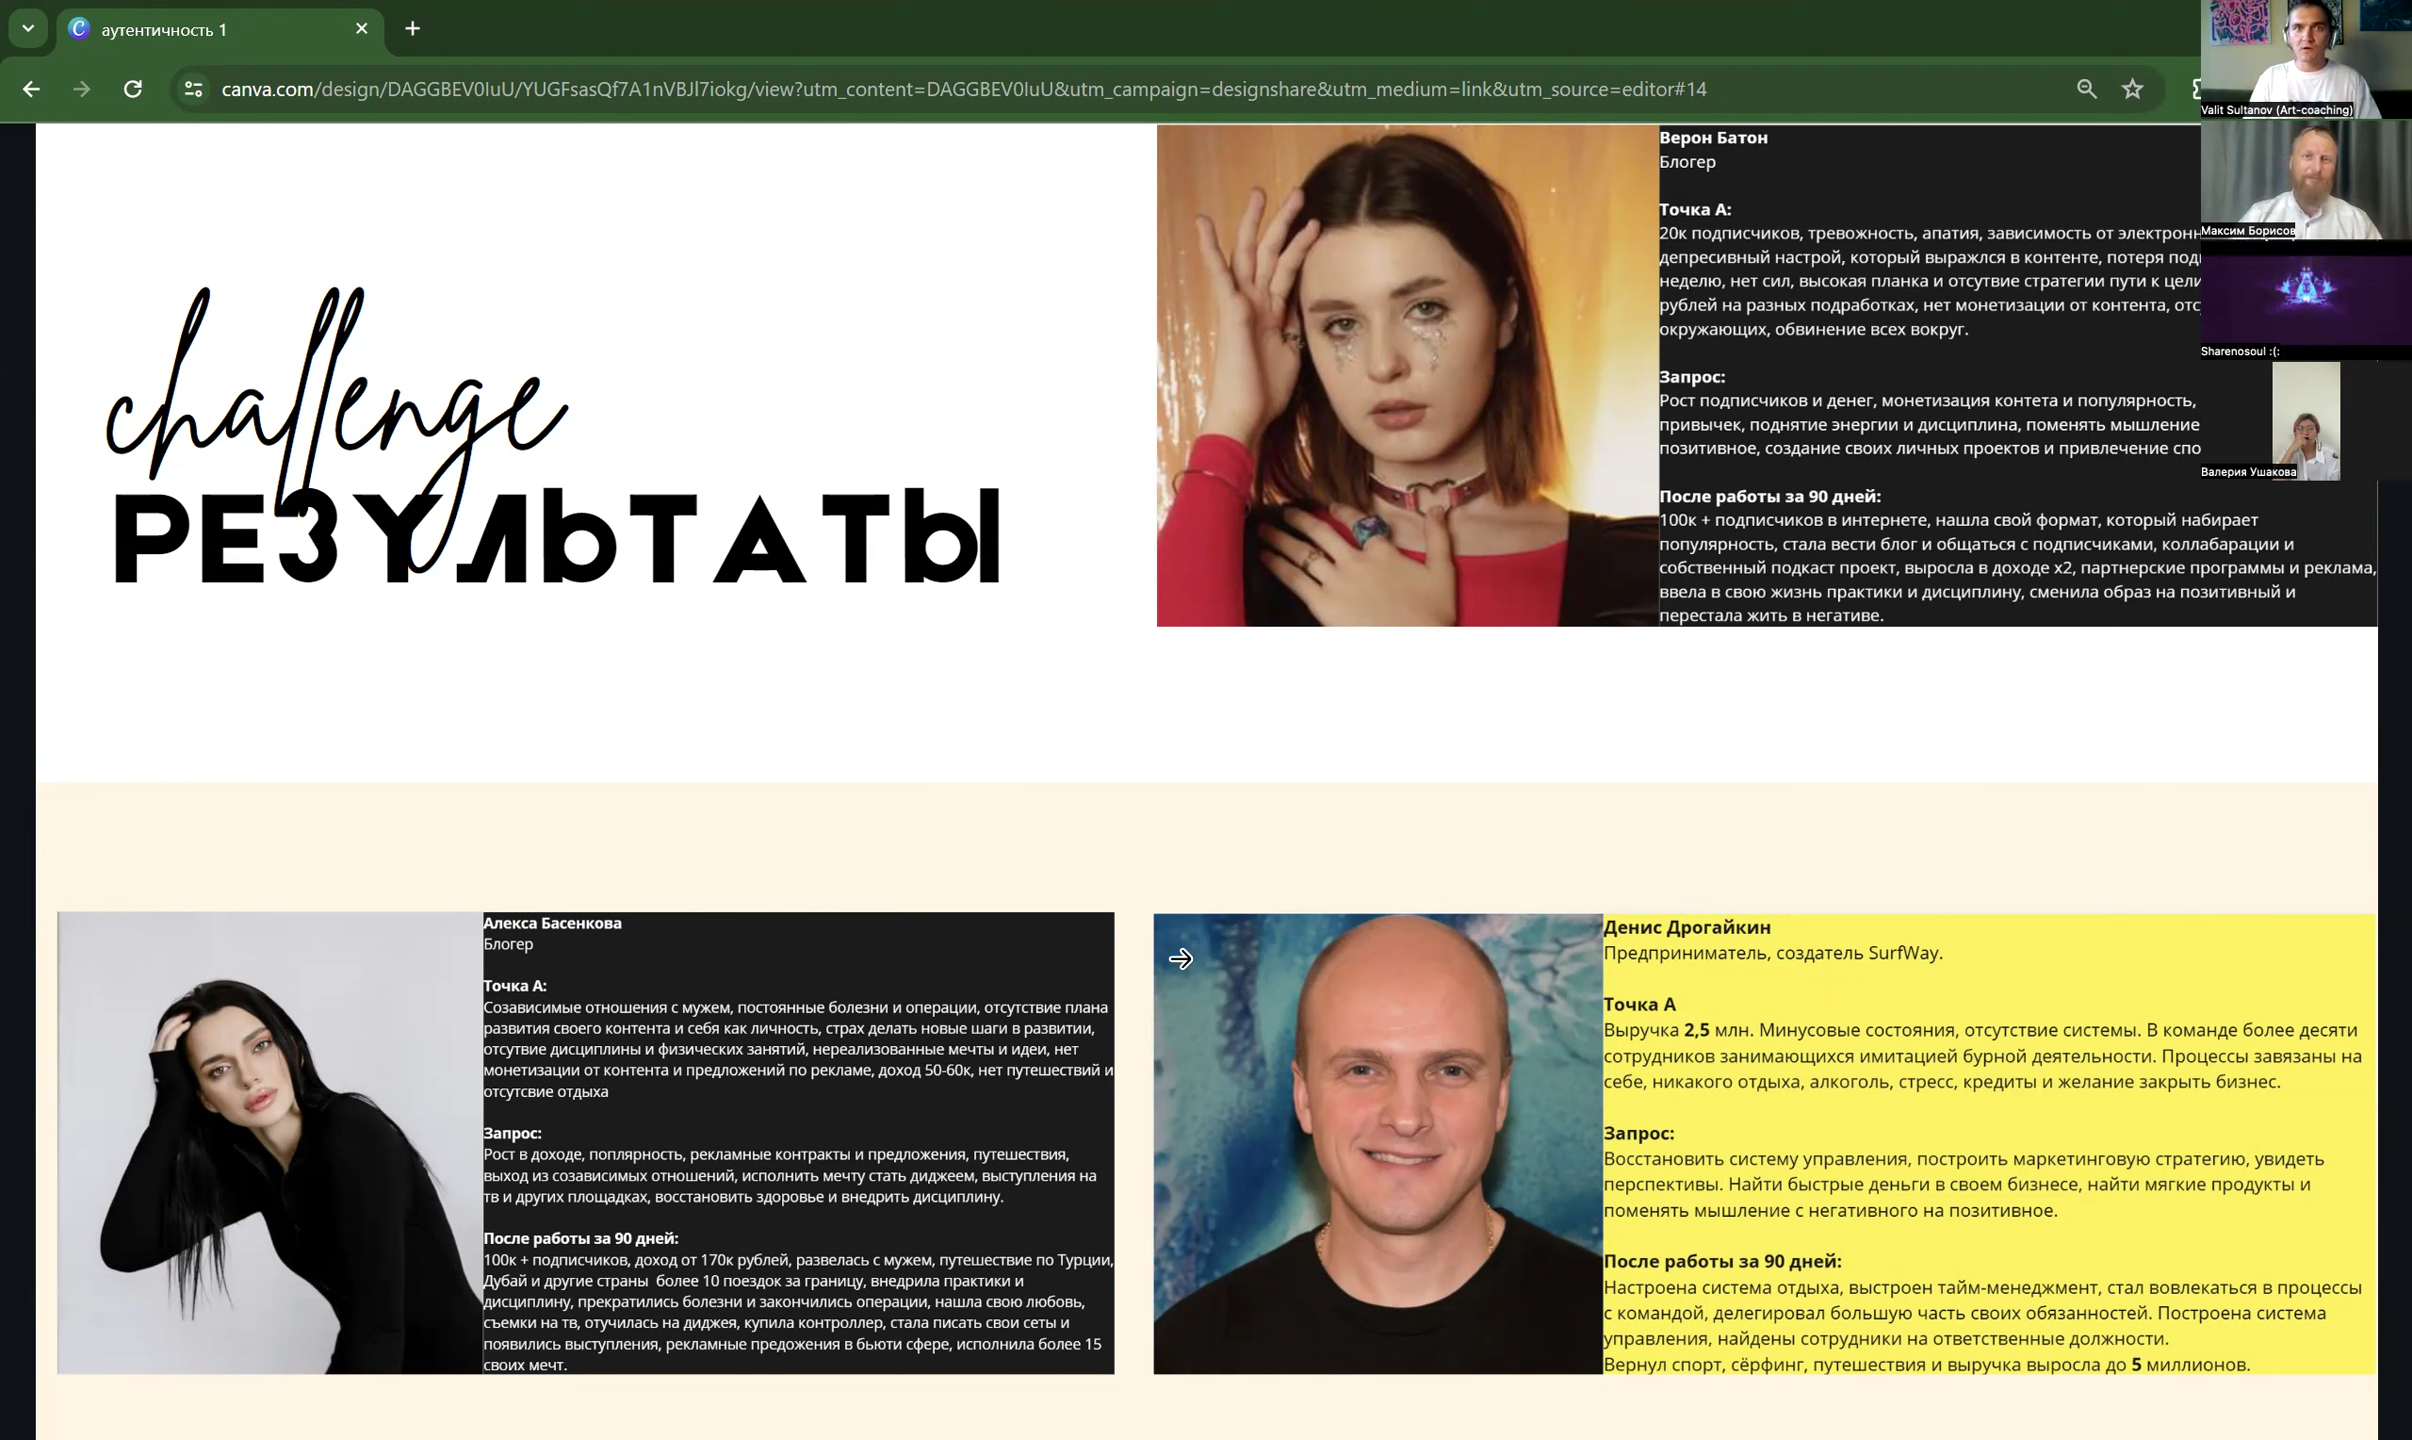 аутентичность 1
canva.com/design/DAGGBEV0IuU/YUGFsasQf7A1nVBJl7iokg/view?utm_content=DAGGBEV0IuU&utm_campaign=designshare&utm_medium=link&utm_source=editor#14
Valit Sultanov (Art-coaching)
Максим Борисов
Sharenosoul :(:
Валерия Ушакова
challenge
РЕЗУЛЬТАТЫ
Верон Батон
Блогер
Точка А:
20к подписчиков, тревожность, апатия, зависимость от
депресивный настрой, который выражлся в контенте, потеря
неделю, нет сил, высокая планка и отсутвие стратегии пути к
рублей на разных подработках, нет монетизации от контента,
окружающих, обвинение всех вокруг.
Запрос:
Рост подписчиков и денег, монетизация контета и популярность,
привычек, поднятие энергии и дисциплина, поменять мышление
позитивное, создание своих личных проектов и привлечение
После работы за 90 дней:
100к + подписчиков в интернете, нашла свой формат, который набирает
популярность, стала вести блог и общаться с подписчиками, коллабарации и
собственный подкаст проект, выросла в доходе х2, партнерские программы и реклама,
ввела в свою жизнь практики и дисциплину, сменила образ на позитивный и
перестала жить в негативе.
Алекса Басенкова
Блогер
Точка А:
Созависимые отношения с мужем, постоянные болезни и операции, отсутствие плана
развития своего контента и себя как личность, страх делать новые шаги в развитии,
отсутвие дисциплины и физических занятий, нереализованные мечты и идеи, нет
монетизации от контента и предложений по рекламе, доход 50-60к, нет путешествий и
отсутсвие отдыха
Запрос:
Рост в доходе, поплярность, рекламные контракты и предложения, путешествия,
выход из созависимых отношений, исполнить мечту стать диджеем, выступления на
тв и других площадках, восстановить здоровье и внедрить дисциплину.
После работы за 90 дней:
100к + подписчиков, доход от 170к рублей, развелась с мужем, путешествие по Турции,
Дубай и другие страны более 10 поездок за границу, внедрила практики и
дисциплину, прекратились болезни и закончились операции, нашла свою любовь,
съемки на тв, отучилась на диджея, купила контроллер, стала писать свои сеты и
появились выступления, рекламные предожения в бьюти сфере, исполнила более 15
своих мечт.
Денис Дрогайкин
Предприниматель, создатель SurfWay.
Точка А
Выручка 2,5 млн. Минусовые состояния, отсутствие системы. В команде более десяти
сотрудников занимающихся имитацией бурной деятельности. Процессы завязаны на
себе, никакого отдыха, алкоголь, стресс, кредиты и желание закрыть бизнес.
Запрос:
Восстановить систему управления, построить маркетинговую стратегию, увидеть
перспективы. Найти быстрые деньги в своем бизнесе, найти мягкие продукты и
поменять мышление с негативного на позитивное.
После работы за 90 дней:
Настроена система отдыха, выстроен тайм-менеджмент, стал вовлекаться в процессы
с командой, делегировал большую часть своих обязанностей. Построена система
управления, найдены сотрудники на ответственные должности.
Вернул спорт, сёрфинг, путешествия и выручка выросла до 5 миллионов.